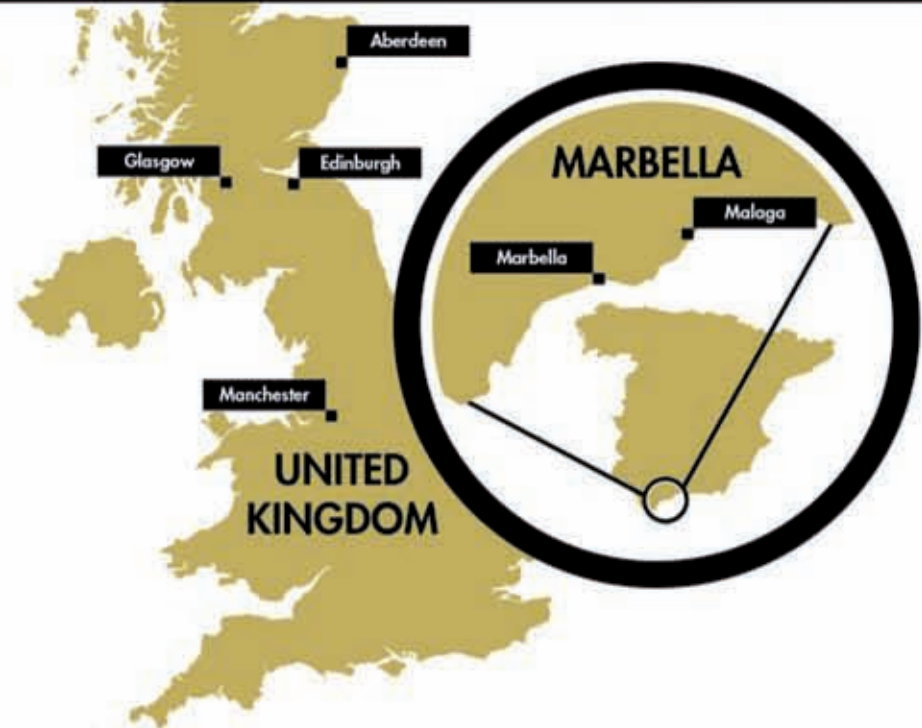 Aberdeen
Glasgow
Edinburgh
MARBELLA
Malaga
Marbella
Manchester
UNITED
KINGDOM